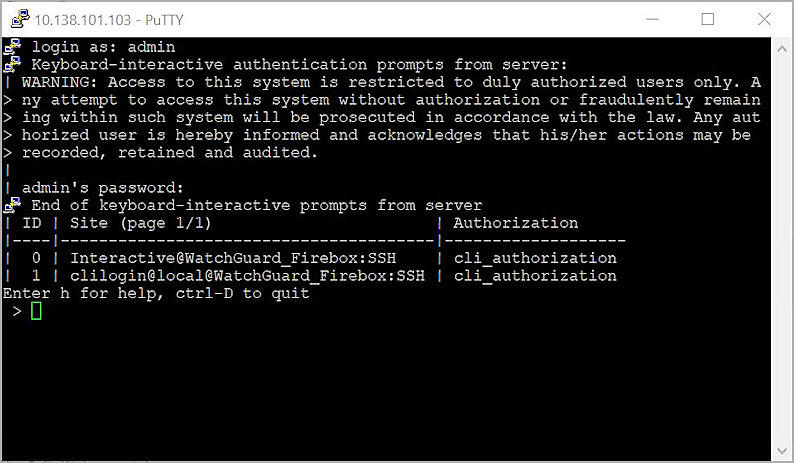 10.138.101.103 - PuTTY
login as: admin
Keyboard-interactive authentication prompts from server:
| WARNING: Access to this system is restricted to duly authorized users only. A
> ny attempt to access this system without authorization or fraudulently remain
> ing within such system will be prosecuted in accordance with the law. Any aut
> horized user is hereby informed and acknowledges that his/her actions may be
> recorded, retained and audited.
|
| admin's password:
End of keyboard-interactive prompts from server
| ID | Site (page 1/1) | Authorization
|----|--------------------------------------|-------------------
| 0 | Interactive@WatchGuard_Firebox:SSH | cli_authorization
| 1 | clilogin@local@WatchGuard_Firebox:SSH | cli_authorization
Enter h for help, ctrl-D to quit
>